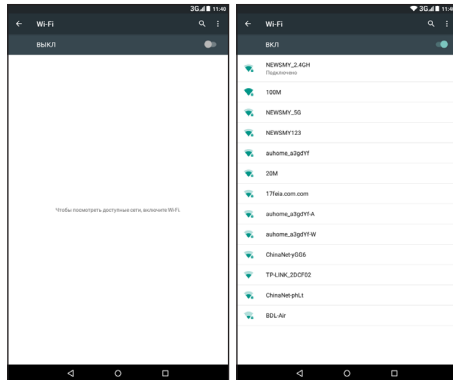 3G 11:40
Wi-Fi
ВЫКЛ
Чтобы посмотреть доступные сети, включите Wi-Fi.
3G 11:40
Wi-Fi
ВКЛ
NEWSMY_2.4GH
Подключено
100M
NEWSMY_5G
NEWSMY123
auhome_a3gdYf
20M
17feia.com.com
auhome_a3gdYf-A
auhome_a3gdYf-W
ChinaNet-yGG6
TP-LINK_2DCF02
ChinaNet-phLt
BDL-Air